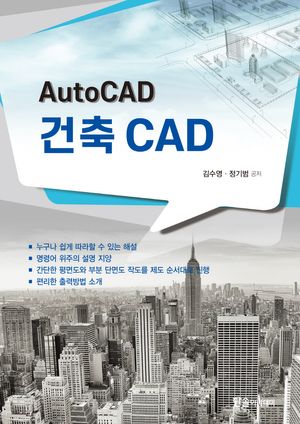 AutoCAD
건축 CAD
김수영 · 정기범 공저
▪ 누구나 쉽게 따라할 수 있는 해설
▪ 명령어 위주의 설명 지양
▪ 간단한 평면도와 부분 단면도 작도를 제도 순서대로 진행
▪ 편리한 출력방법 소개